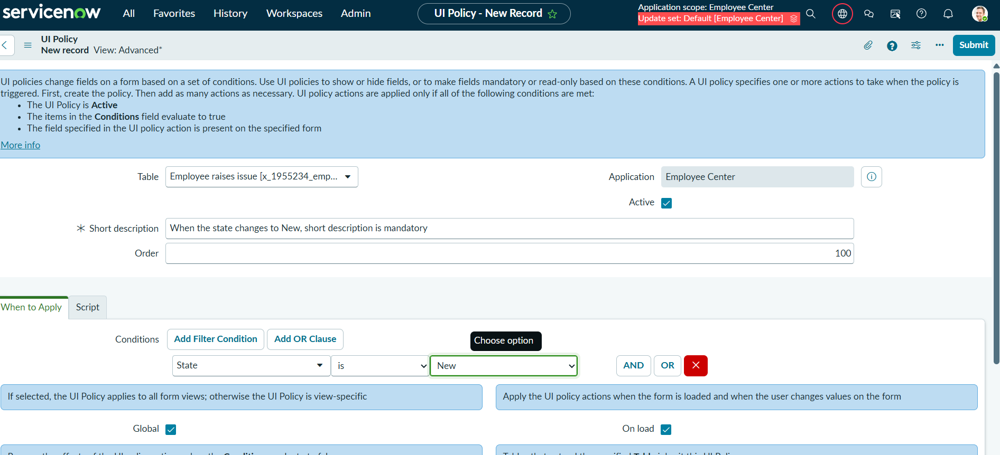 servicenow All Favorites History Workspaces Admin UI Policy - New Record Application scope: Employee Center
Update set: Default [Employee Center]
UI Policy
New record View: Advanced*
Submit
UI policies change fields on a form based on a set of conditions. Use UI policies to show or hide fields, or to make fields mandatory or read-only based on these conditions. A UI policy specifies one or more actions to take when the policy is
triggered. First, create the policy. Then add as many actions as necessary. UI policy actions are applied only if all of the following conditions are met:
• The UI Policy is Active
• The items in the Conditions field evaluate to true
• The field specified in the UI policy action is present on the specified form
More info
Table Employee raises issue [x_1955234_emp... Application Employee Center
Active
Short description When the state changes to New, short description is mandatory
Order 100
When to Apply Script
Conditions Add Filter Condition Add OR Clause Choose option
State is New AND OR
If selected, the UI Policy applies to all form views; otherwise the UI Policy is view-specific Apply the UI policy actions when the form is loaded and when the user changes values on the form
Global On load